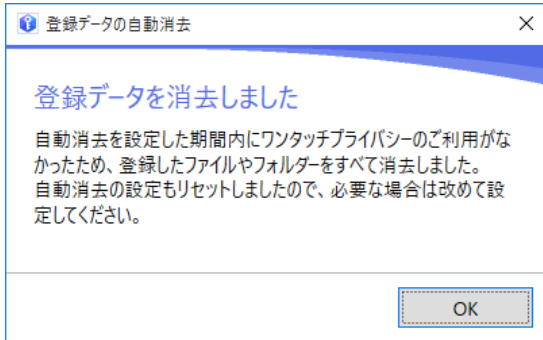 登録データの自動消去
登録データを消去しました
自動消去を設定した期間内にワンタッチプライバシーのご利用がな
かったため、登録したファイルやフォルダーをすべて消去しました。
自動消去の設定もリセットしましたので、必要な場合は改めて設
定してください。
OK